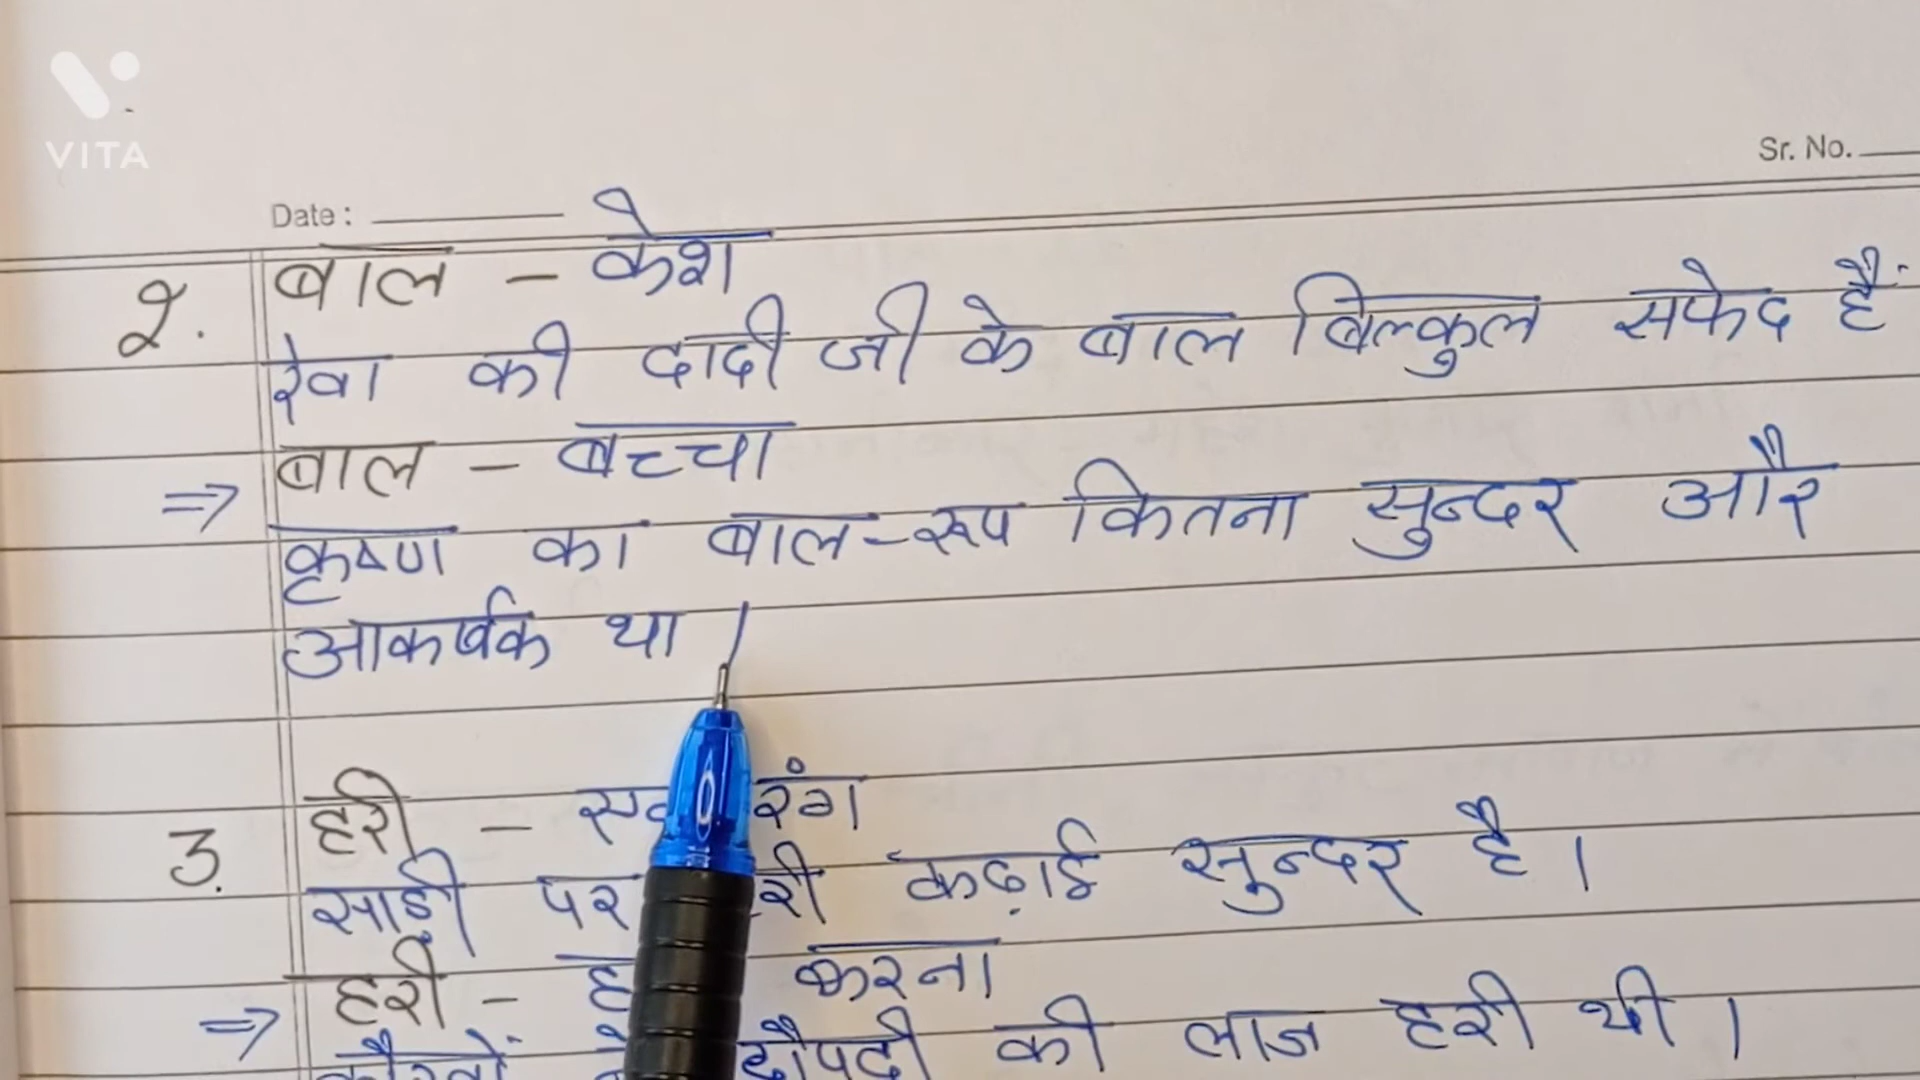 VITA
Sr. No.
Date :
२. बाल - केश
रेवा की दादी जी के बाल बिल्कुल सफेद हैं
बाल - बच्चा
⇒ कृष्ण का बाल-रूप कितना सुन्दर और
आकर्षक था।
3. हरी - रंग
साड़ी पर कढ़ाई सुन्दर है।
हरी - करना
⇒ की लाज हरी थी।